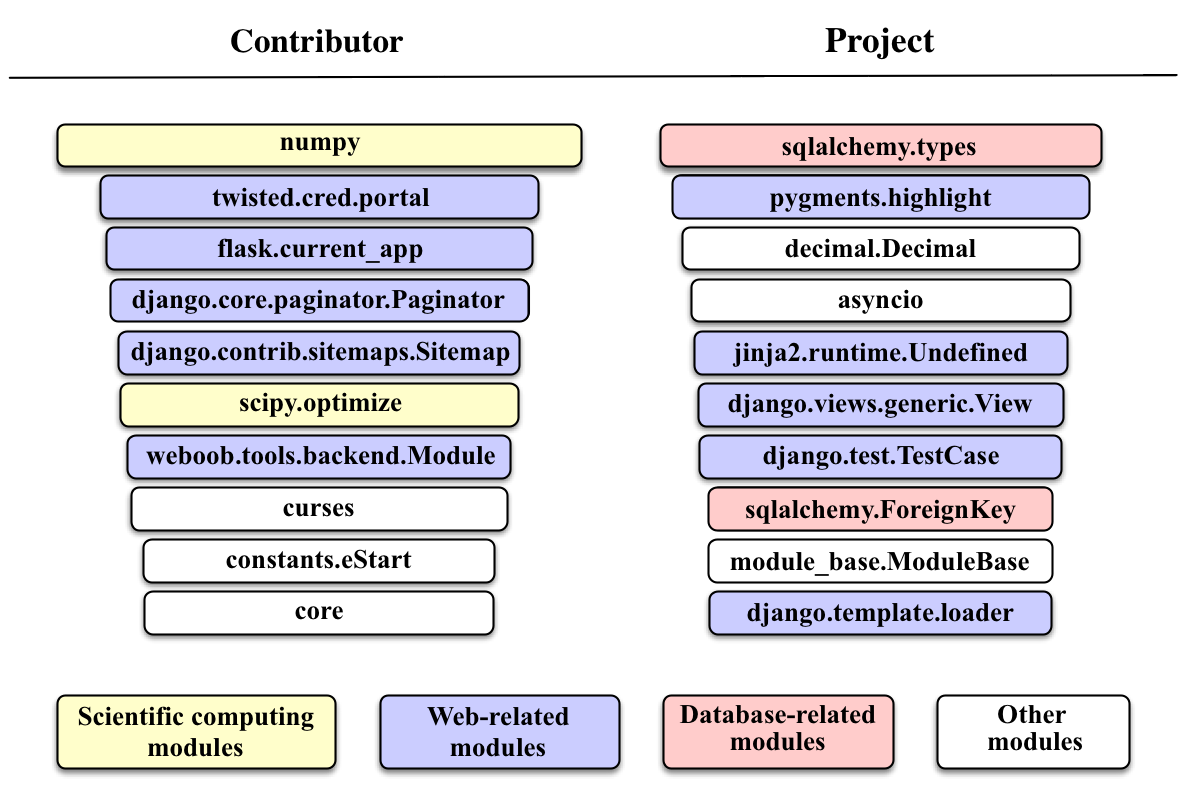 Contributor
Project
numpy
sqlalchemy.types
twisted.cred.portal
pygments.highlight
flask.current_app
decimal.Decimal
django.core.paginator.Paginator
asyncio
django.contrib.sitemaps.Sitemap
jinja2.runtime.Undefined
scipy.optimize
django.views.generic.View
weboob.tools.backend.Module
django.test.TestCase
curses
sqlalchemy.ForeignKey
constants.eStart
module_base.ModuleBase
core
django.template.loader
Scientific computing
modules
Web-related
modules
Database-related
modules
Other
modules